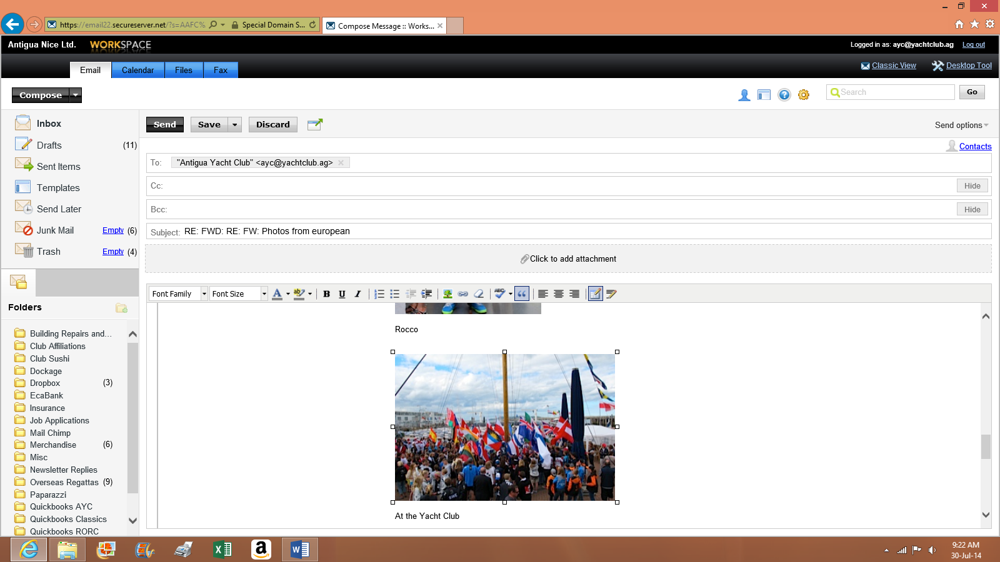 https://email22.secureserver.net/?s=AAFC%
Special Domain S...
Compose Message :: Works...
Antigua Nice Ltd.
WORKSPACE
Logged in as: ayc@yachtclub.ag
Log out
Email
Calendar
Files
Fax
Classic View
Desktop Tool
Compose
Search
Go
Inbox
Drafts (11)
Sent Items
Templates
Send Later
Junk Mail Empty (6)
Trash Empty (4)
Folders
Building Repairs and...
Club Affiliations
Club Sushi
Dockage
Dropbox (3)
EcaBank
Insurance
Job Applications
Mail Chimp
Merchandise (6)
Misc
Newsletter Replies
Overseas Regattas (9)
Paparazzi
Quickbooks AYC
Quickbooks Classics
Quickbooks RORC
Send
Save
Discard
Send options
Contacts
To: "Antigua Yacht Club" <ayc@yachtclub.ag>
Cc: Hide
Bcc: Hide
Subject: RE: FWD: RE: FW: Photos from european
Click to add attachment
Font Family
Font Size
A
ab
B U I
ABC
Rocco
At the Yacht Club
9:22 AM
30-Jul-14